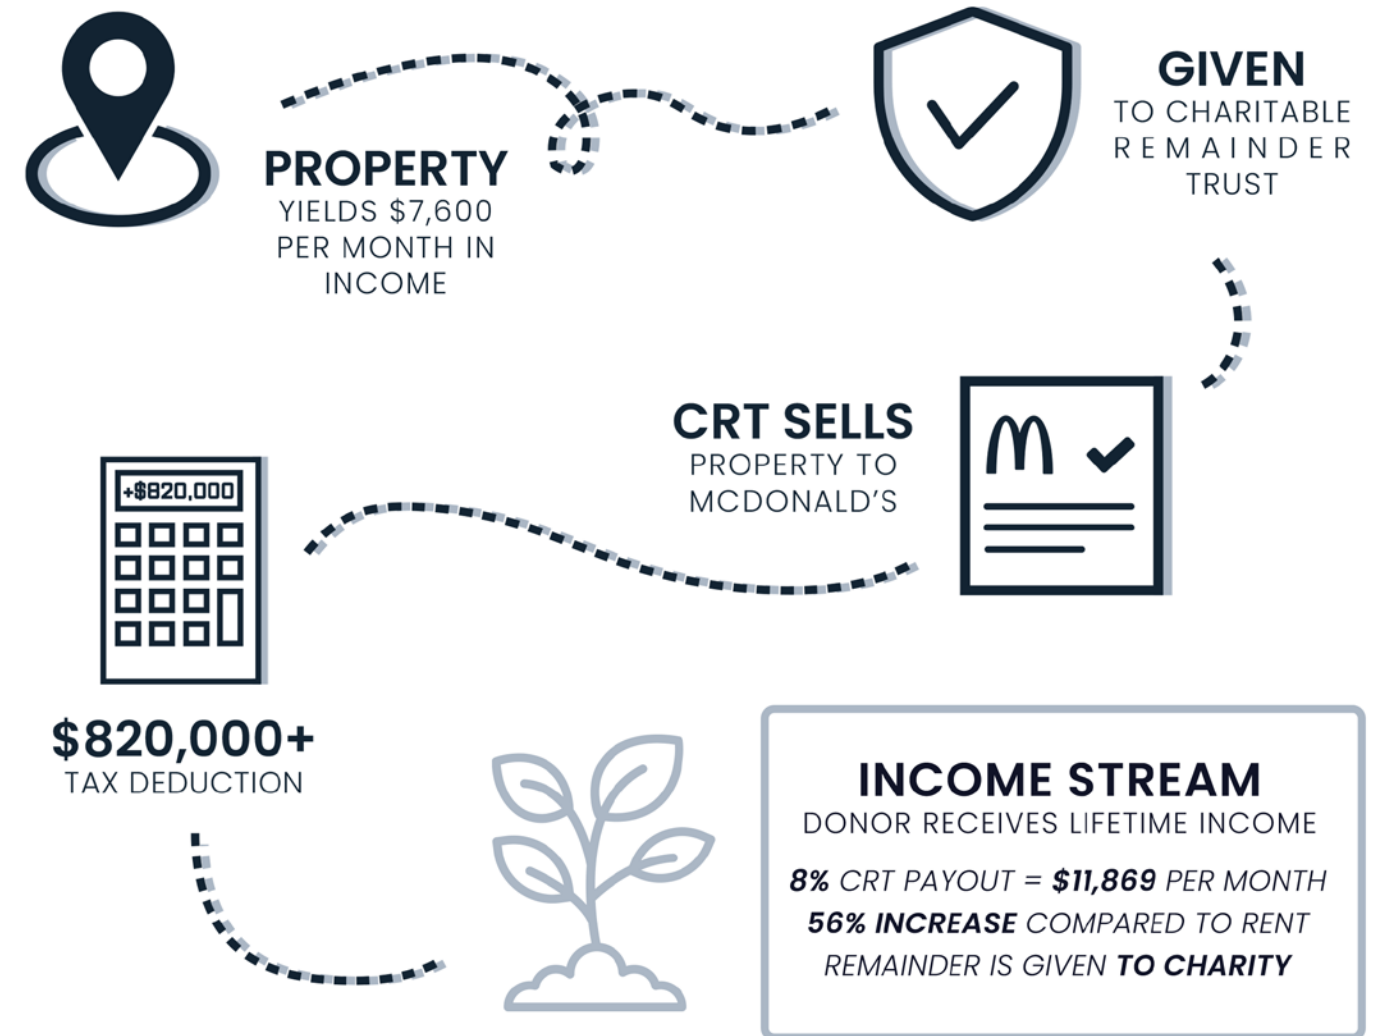 PROPERTY
YIELDS $7,600
PER MONTH IN
INCOME
GIVEN
TO CHARITABLE
REMAINDER
TRUST
CRT SELLS
PROPERTY TO
MCDONALD'S
+$820,000
$820,000+
TAX DEDUCTION
INCOME STREAM
DONOR RECEIVES LIFETIME INCOME
8% CRT PAYOUT = $11,869 PER MONTH
56% INCREASE COMPARED TO RENT
REMAINDER IS GIVEN TO CHARITY